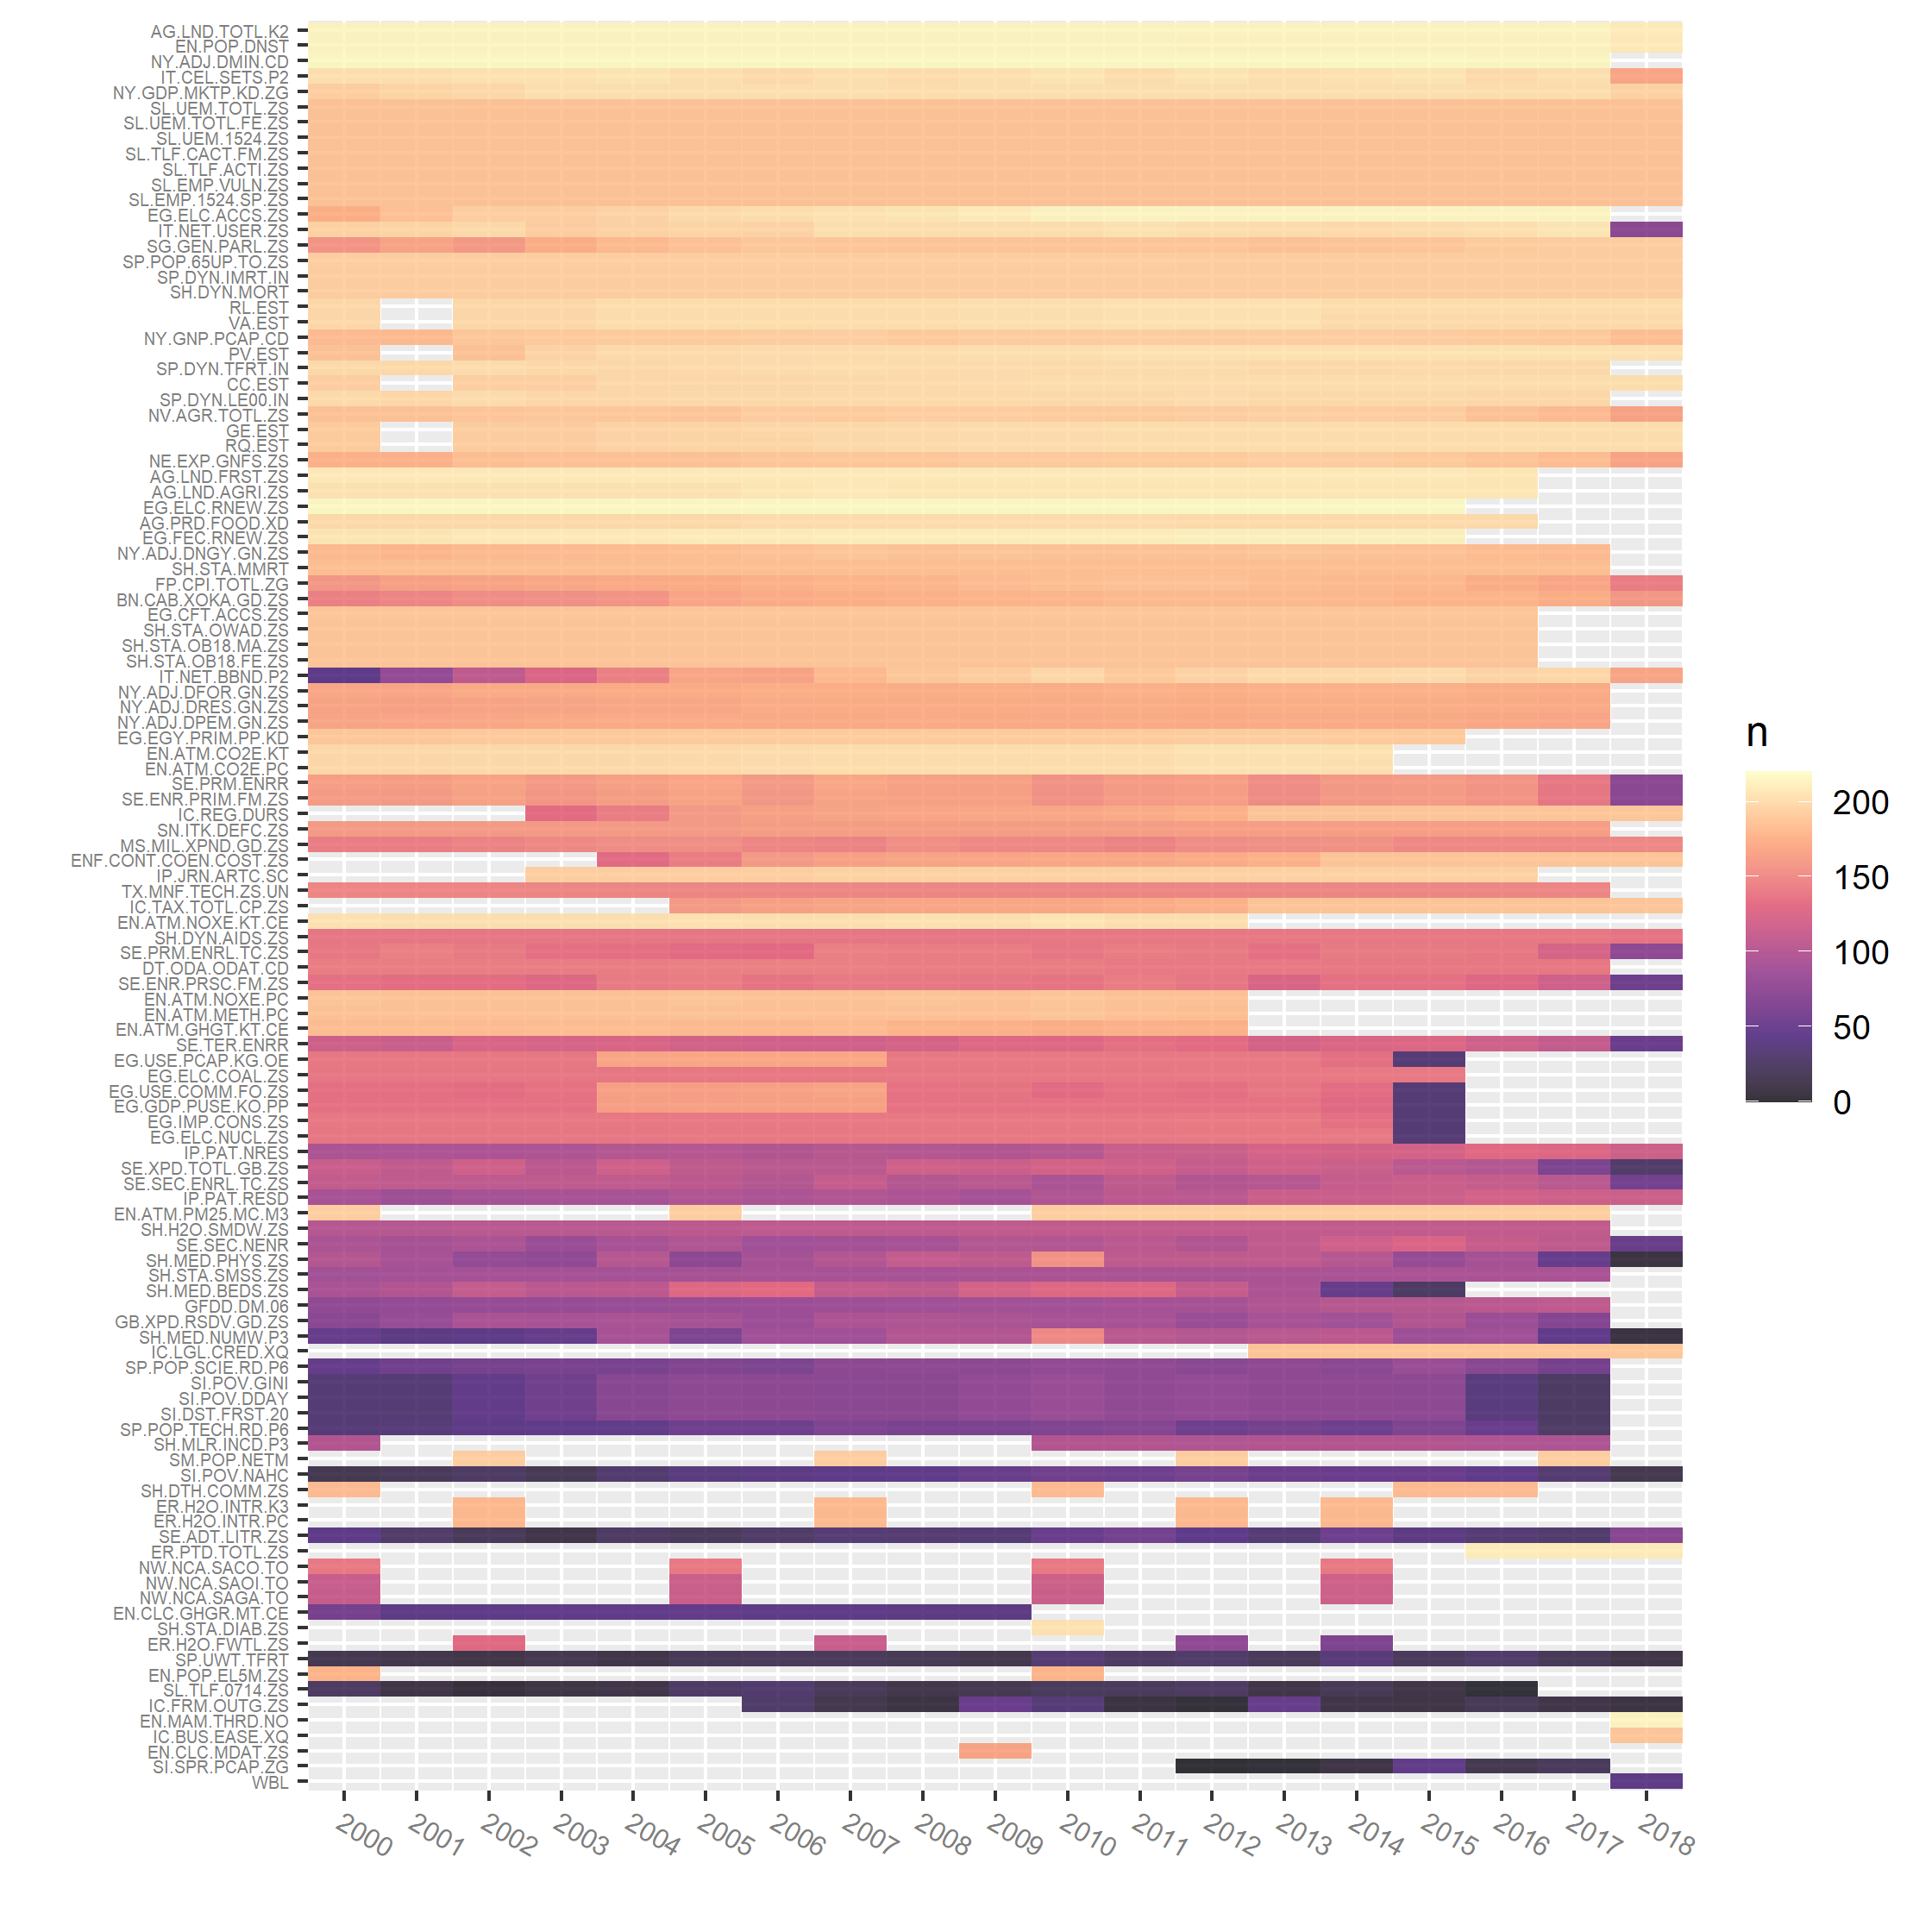 AG.LND.TOTL.K2
EN.POP.DNST
NY.ADJ.DMIN.CD
IT.CEL.SETS.P2
NY.GDP.MKTP.KD.ZG
SL.UEM.TOTL.ZS
SL.UEM.TOTL.FE.ZS
SL.UEM.1524.ZS
SL.TLF.CACT.FM.ZS
SL.TLF.ACTI.ZS
SL.EMP.VULN.ZS
SL.EMP.1524.SP.ZS
EG.ELC.ACCS.ZS
IT.NET.USER.ZS
SG.GEN.PARL.ZS
SP.POP.65UP.TO.ZS
SP.DYN.IMRT.IN
SH.DYN.MORT
RL.EST
VA.EST
NY.GNP.PCAP.CD
PV.EST
SP.DYN.TFRT.IN
CC.EST
SP.DYN.LE00.IN
NV.AGR.TOTL.ZS
GE.EST
RQ.EST
NE.EXP.GNFS.ZS
AG.LND.FRST.ZS
AG.LND.AGRI.ZS
EG.ELC.RNEW.ZS
AG.PRD.FOOD.XD
EG.FEC.RNEW.ZS
NY.ADJ.DNGY.GN.ZS
SH.STA.MMRT
FP.CPI.TOTL.ZG
BN.CAB.XOKA.GD.ZS
EG.CFT.ACCS.ZS
SH.STA.OWAD.ZS
SH.STA.OB18.MA.ZS
SH.STA.OB18.FE.ZS
IT.NET.BBND.P2
NY.ADJ.DFOR.GN.ZS
NY.ADJ.DRES.GN.ZS
NY.ADJ.DPEM.GN.ZS
EG.EGY.PRIM.PP.KD
EN.ATM.CO2E.KT
EN.ATM.CO2E.PC
SE.PRM.ENRR
SE.ENR.PRIM.FM.ZS
IC.REG.DURS
SN.ITK.DEFC.ZS
MS.MIL.XPND.GD.ZS
ENF.CONT.COEN.COST.ZS
IP.JRN.ARTC.SC
TX.MNF.TECH.ZS.UN
IC.TAX.TOTL.CP.ZS
EN.ATM.NOXE.KT.CE
SH.DYN.AIDS.ZS
SE.PRM.ENRL.TC.ZS
DT.ODA.ODAT.CD
SE.ENR.PRSC.FM.ZS
EN.ATM.NOXE.PC
EN.ATM.METH.PC
EN.ATM.GHGT.KT.CE
SE.TER.ENRR
EG.USE.PCAP.KG.OE
EG.ELC.COAL.ZS
EG.USE.COMM.FO.ZS
EG.GDP.PUSE.KO.PP
EG.IMP.CONS.ZS
EG.ELC.NUCL.ZS
IP.PAT.NRES
SE.XPD.TOTL.GB.ZS
SE.SEC.ENRL.TC.ZS
IP.PAT.RESD
EN.ATM.PM25.MC.M3
SH.H2O.SMDW.ZS
SE.SEC.NENR
SH.MED.PHYS.ZS
SH.STA.SMSS.ZS
SH.MED.BEDS.ZS
GFDD.DM.06
GB.XPD.RSDV.GD.ZS
SH.MED.NUMW.P3
IC.LGL.CRED.XQ
SP.POP.SCIE.RD.P6
SI.POV.GINI
SI.POV.DDAY
SI.DST.FRST.20
SP.POP.TECH.RD.P6
SH.MLR.INCD.P3
SM.POP.NETM
SI.POV.NAHC
SH.DTH.COMM.ZS
ER.H2O.INTR.K3
ER.H2O.INTR.PC
SE.ADT.LITR.ZS
ER.PTD.TOTL.ZS
NW.NCA.SACO.TO
NW.NCA.SAOI.TO
NW.NCA.SAGA.TO
EN.CLC.GHGR.MT.CE
SH.STA.DIAB.ZS
ER.H2O.FWTL.ZS
SP.UWT.TFRT
EN.POP.EL5M.ZS
SL.TLF.0714.ZS
IC.FRM.OUTG.ZS
EN.MAM.THRD.NO
IC.BUS.EASE.XQ
EN.CLC.MDAT.ZS
SI.SPR.PCAP.ZG
WBL
2000 2001 2002 2003 2004 2005 2006 2007 2008 2009 2010 2011 2012 2013 2014 2015 2016 2017 2018
n
200
150
100
50
0